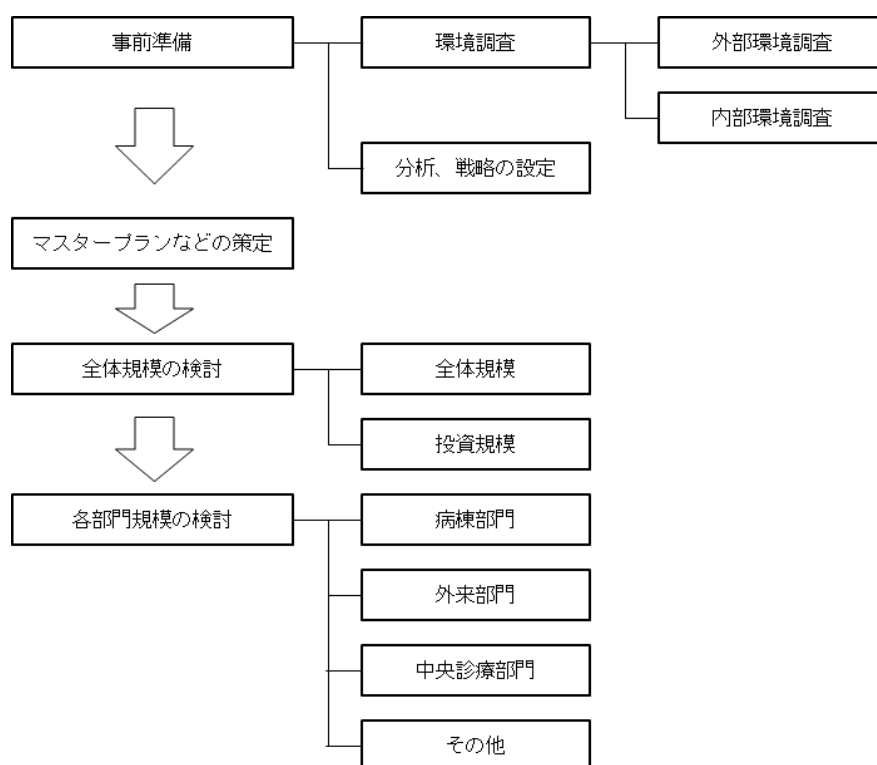 事前準備
環境調査
外部環境調査
内部環境調査
分析、戦略の設定
マスタープランなどの策定
全体規模の検討
全体規模
投資規模
各部門規模の検討
病棟部門
外来部門
中央診療部門
その他